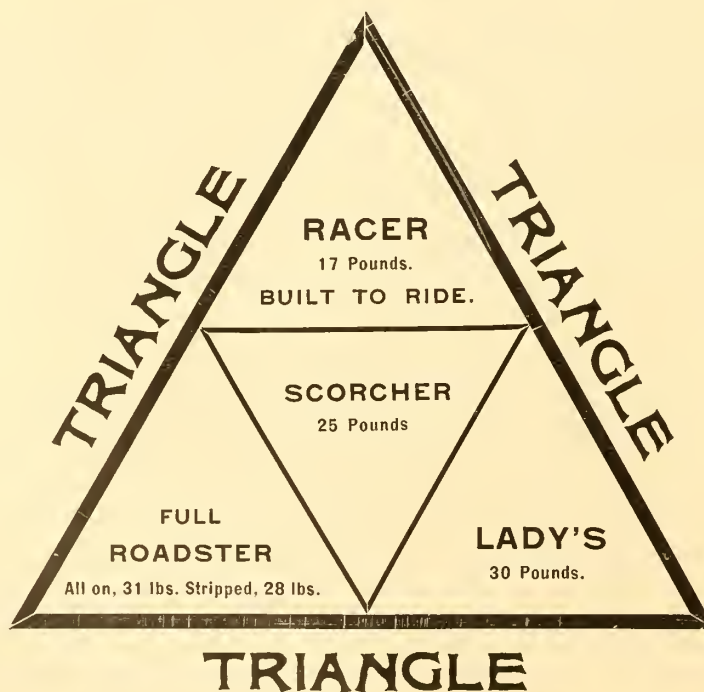 TRIANGLE
TRIANGLE
RACER
17 Pounds.
BUILT TO RIDE.
SCORCHER
25 Pounds
FULL
ROADSTER
All on, 31 lbs. Stripped, 28 lbs.
LADY'S
30 Pounds.
TRIANGLE